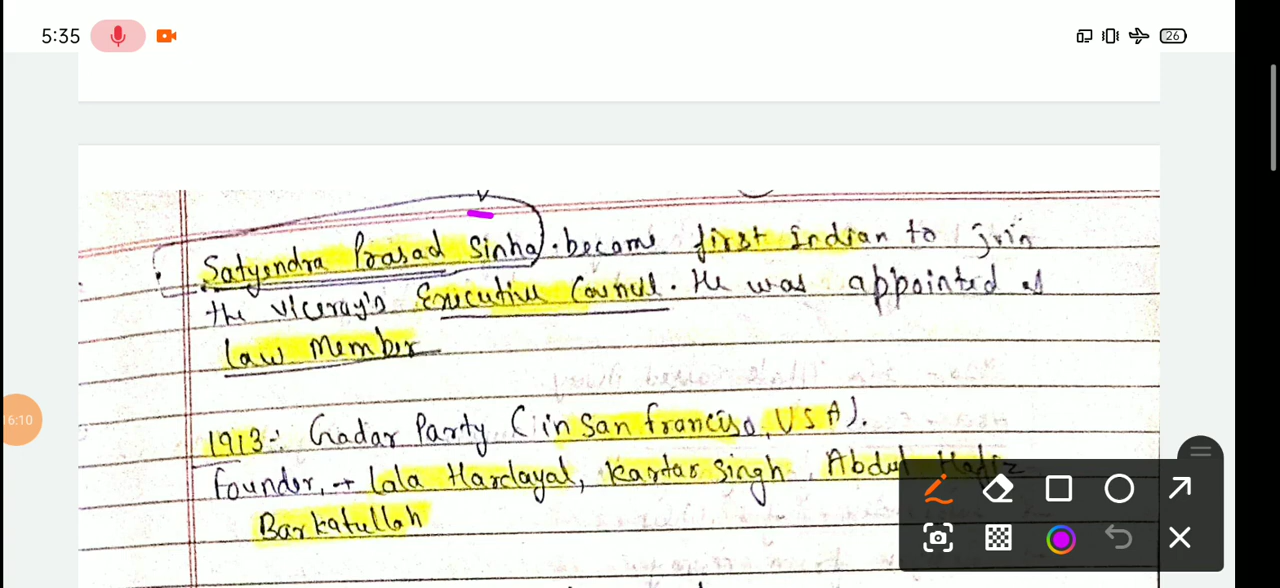 5:35
26
Satyendra Prasad Sinha. became first Indian to join
the viceray's Executive Council. He was appointed as
law Member
16:10
1913:- Gadar Party (in San francisco, USA).
Founder, → Lala Hardayal, Kartar Singh, Abdul Hafiz
Barkatullah